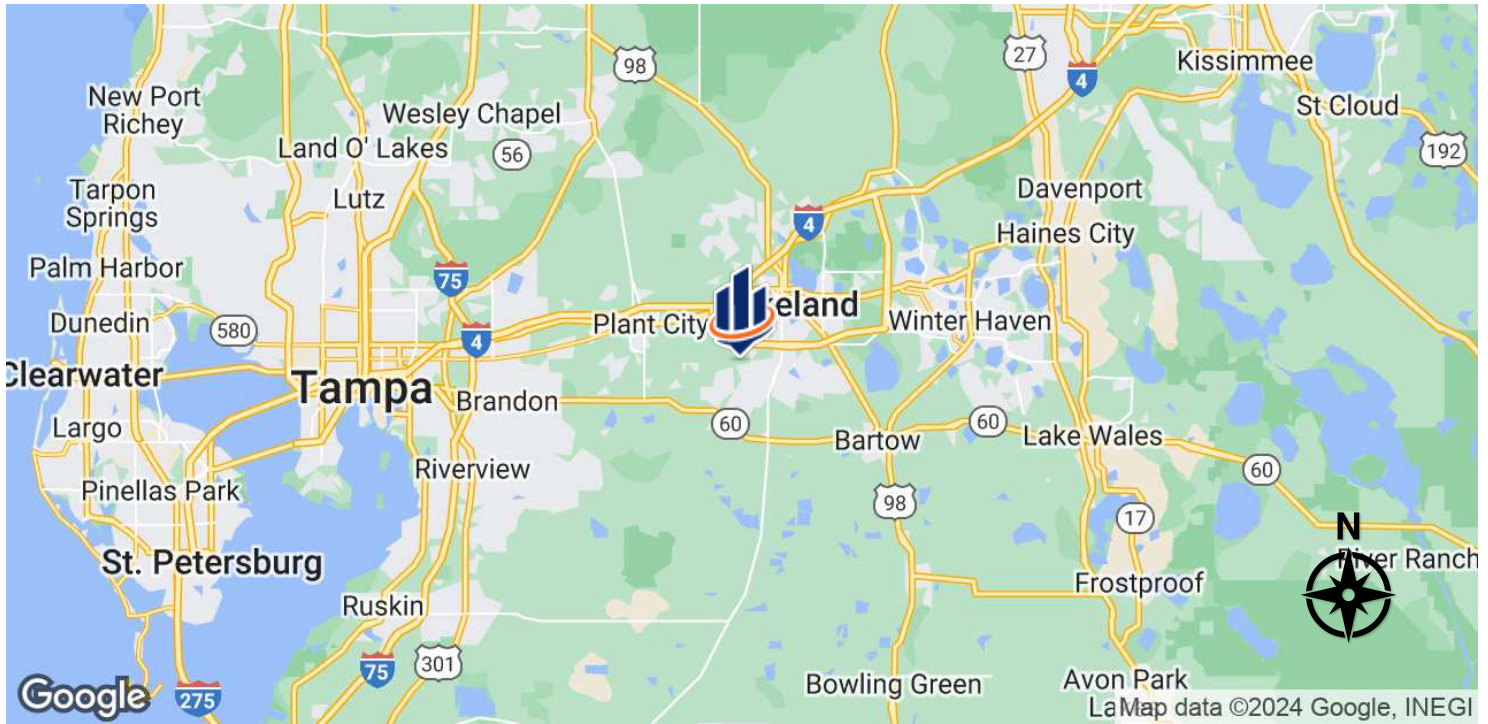 98
27
4
Kissimmee
New Port
Richey
Wesley Chapel
St Cloud
Land O' Lakes
56
192
Tarpon
Springs
Lutz
Davenport
4
Haines City
Palm Harbor
75
eland
Dunedin
580
Plant City
Winter Haven
4
Clearwater
Tampa
Brandon
60
60
Largo
Bartow
Lake Wales
Riverview
60
Pinellas Park
98
17
N
St. Petersburg
River Ranch
Ruskin
Frostproof
75
301
Bowling Green
Avon Park
Google
275
La
Map data ©2024 Google, INEGI